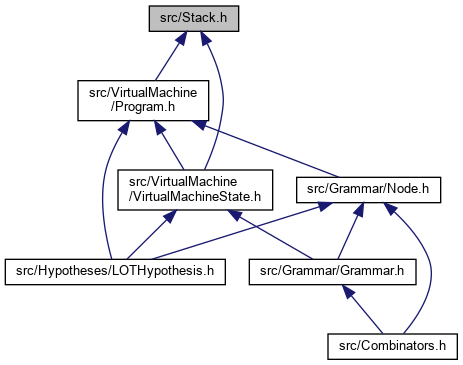 src/Stack.h
src/VirtualMachine
/Program.h
src/VirtualMachine
/VirtualMachineState.h
src/Grammar/Node.h
src/Hypotheses/LOTHypothesis.h
src/Grammar/Grammar.h
src/Combinators.h